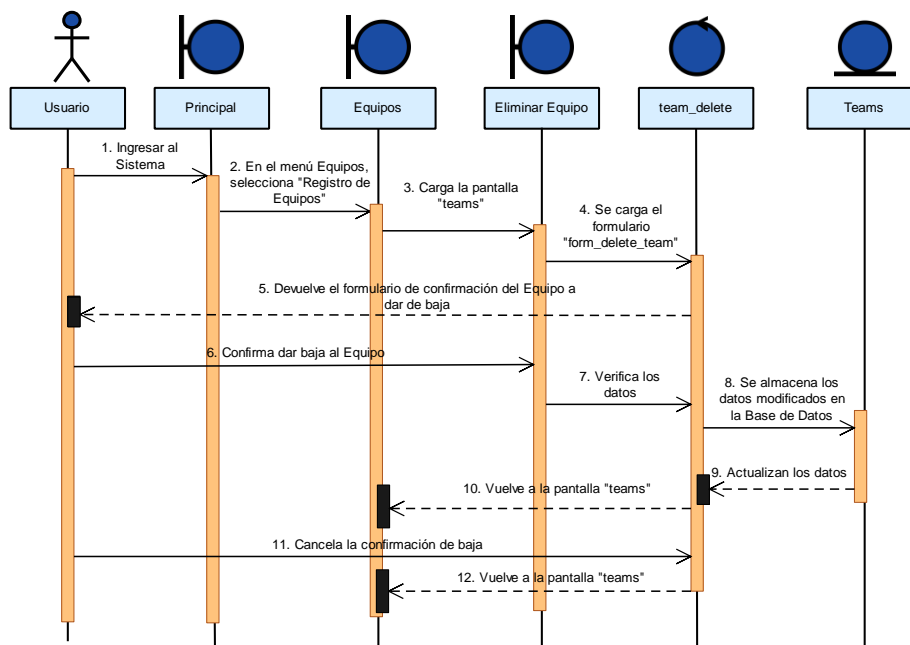 Usuario
Principal
Equipos
Eliminar Equipo
team_delete
Teams
1. Ingresar al
Sistema
2. En el menú Equipos,
selecciona "Registro de
Equipos"
3. Carga la pantalla
"teams"
4. Se carga el
formulario
"form_delete_team"
5. Devuelve el formulario de confirmación del Equipo a
dar de baja
6. Confirma dar baja al Equipo
7. Verifica los
datos
8. Se almacena los
datos modificados en
la Base de Datos
9. Actualizan los datos
10. Vuelve a la pantalla "teams"
11. Cancela la confirmación de baja
12. Vuelve a la pantalla "teams"